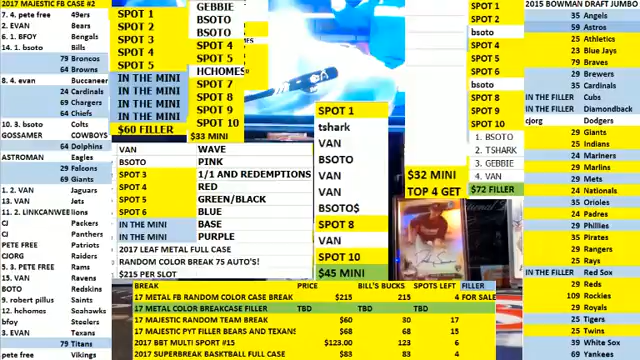 2017 MAJESTIC FB CASE #2
7. 4. pete free 49ers
2. EVAN Bears
6. 1. BFOY Bengals
14. 1. bsoto Bills
79 Broncos
64 Browns
8. 4. evan Buccaneer
24 Cardinals
69 Chargers
64 Chiefs
10. 3. bsoto Colts
GOSSAMER COWBOYS
64 Dolphins
ASTROMAN Eagles
29 Falcons
69 Giants
1. 2. VAN Jaguars
13. VAN Jets
11. 2. LINKCANWE lions
CJ Packers
CJ Panthers
PETE FREE Patriots
CJORG Raiders
5. 3. PETE FREE Rams
15. VAN Ravens
BOTO Redskins
9. robert pillus Saints
12. hcmores Seahawks
bfoy Steelers
3. EVAN Texans
79 Titans
pete free Vikings
SPOT 1
SPOT 2
SPOT 3
SPOT 4
SPOT 5
IN THE MINI
IN THE MINI
IN THE MINI
IN THE MINI
$60 FILLER
GEBBIE
BSOTO
BSOTO
SPOT 4
SPOT 5
HCHOMES
SPOT 7
SPOT 8
SPOT 9
SPOT 10
$33 MINI
VAN WAVE
BSOTO PINK
SPOT 3 1/1 AND REDEMPTIONS
SPOT 4 RED
SPOT 5 GREEN/BLACK
SPOT 6 BLUE
IN THE MINI BASE
IN THE MINI PURPLE
2017 LEAF METAL FULL CASE
RANDOM COLOR BREAK 75 AUTO'S!
$215 PER SLOT
SPOT 1
tshark
VAN
BSOTO
VAN
VAN
BSOTO$
SPOT 8
VAN
SPOT 10
$45 MINI
$32 MINI
TOP 4 GET
SPOT 1
SPOT 2
bsoto
SPOT 4
SPOT 5
SPOT 6
bsoto
SPOT 8
SPOT 9
SPOT 10
1. BSOTO
2. TSHARK
3. GEBBIE
4. VAN
$72 FILLER
2015 BOWMAN DRAFT JUMBO
35 Angels
59 Astros
25 Athletics
23 Blue Jays
79 Braves
29 Brewers
35 Cardinals
IN THE FILLER Cubs
IN THE FILLER Diamondback
cjorg Dodgers
29 Giants
25 Indians
24 Mariners
29 Marlins
29 Mets
24 Nationals
35 Orioles
24 Padres
29 Phillies
35 Pirates
29 Rangers
25 Rays
IN THE FILLER Red Sox
29 Reds
109 Rockies
29 Royals
25 Tigers
25 Twins
39 White Sox
69 Yankees
BREAK PRICE BILL'S BUCKS SPOTS LEFT FILLER
17 METAL FB RANDOM COLOR CASE BREAK $215 215 4 FOR SALE
17 METAL COLOR BREAKCASE FILLER TBD TBD
17 MAJESTIC RANDOM TEAM BREAK $30 30 17
17 MAJESTIC PYT FILLER BEARS AND TEXANS $68 68 15
2017 BBT MULTI SPORT #15 $123.00 123 6
2017 SUPERBREAK BASKETBALL FULL CASE $83 83 4